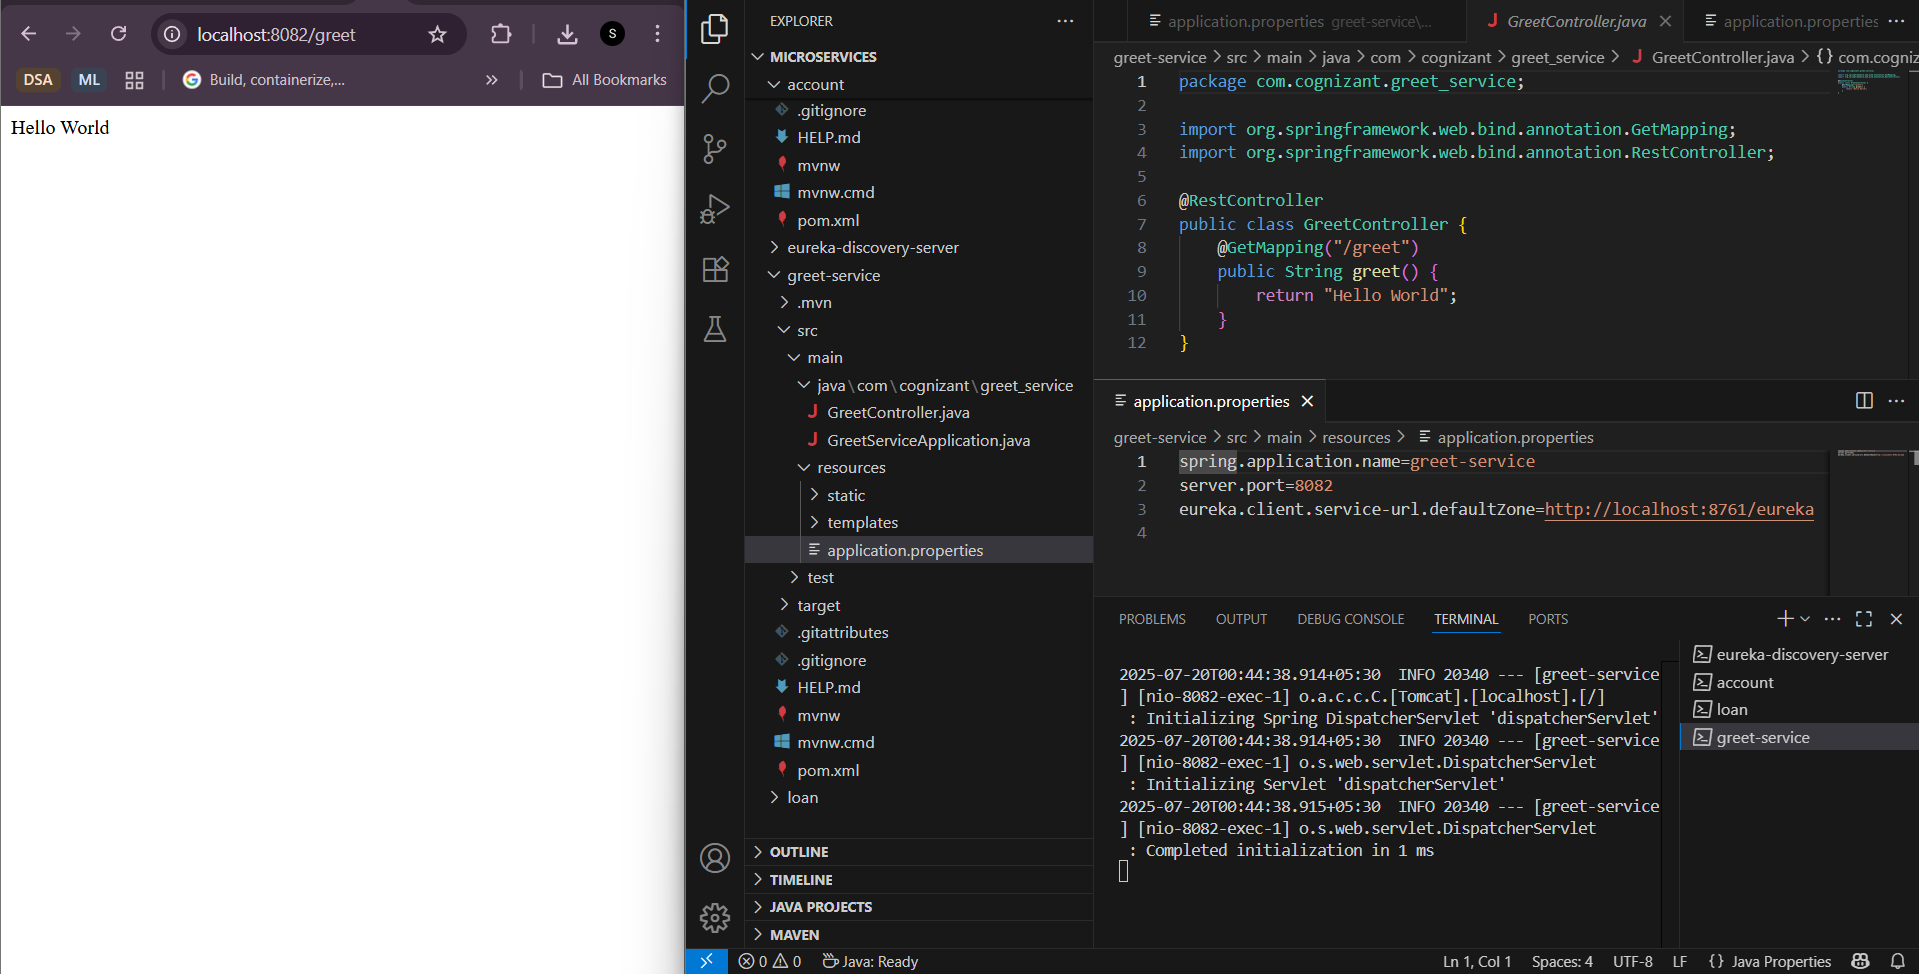 localhost:8082/greet
S
DSA
ML
Build, containerize,...
»
All Bookmarks
Hello World
EXPLORER
MICROSERVICES
account
.gitignore
HELP.md
mvnw
mvnw.cmd
pom.xml
eureka-discovery-server
greet-service
.mvn
src
main
java\com\cognizant\greet_service
GreetController.java
GreetServiceApplication.java
resources
static
templates
application.properties
test
target
.gitattributes
.gitignore
HELP.md
mvnw
mvnw.cmd
pom.xml
loan
OUTLINE
TIMELINE
JAVA PROJECTS
MAVEN
application.properties greet-service\...
GreetController.java
application.properties
greet-service > src > main > java > com > cognizant > greet_service > J GreetController.java > {} com.cogniz
1 package com.cognizant.greet_service;
2
3 import org.springframework.web.bind.annotation.GetMapping;
4 import org.springframework.web.bind.annotation.RestController;
5
6 @RestController
7 public class GreetController {
8 @GetMapping("/greet")
9 public String greet() {
10 return "Hello World";
11 }
12 }
application.properties
greet-service > src > main > resources > application.properties
1 spring.application.name=greet-service
2 server.port=8082
3 eureka.client.service-url.defaultZone=http://localhost:8761/eureka
4
PROBLEMS OUTPUT DEBUG CONSOLE TERMINAL PORTS
2025-07-20T00:44:38.914+05:30  INFO 20340 --- [greet-service
] [nio-8082-exec-1] o.a.c.c.C.[Tomcat].[localhost].[/]
: Initializing Spring DispatcherServlet 'dispatcherServlet'
2025-07-20T00:44:38.914+05:30  INFO 20340 --- [greet-service
] [nio-8082-exec-1] o.s.web.servlet.DispatcherServlet
: Initializing Servlet 'dispatcherServlet'
2025-07-20T00:44:38.915+05:30  INFO 20340 --- [greet-service
] [nio-8082-exec-1] o.s.web.servlet.DispatcherServlet
: Completed initialization in 1 ms
eureka-discovery-server
account
loan
greet-service
0 0 Java: Ready
Ln 1, Col 1 Spaces: 4 UTF-8 LF {} Java Properties